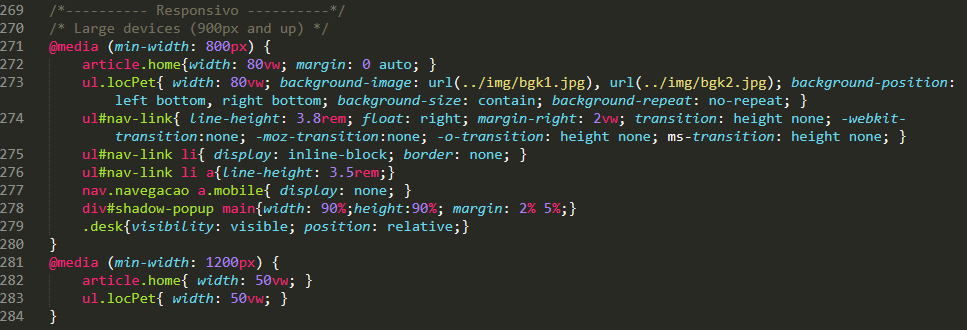 269 /*---------- Responsivo ----------*/
270 /* Large devices (900px and up) */
271 @media (min-width: 800px) {
272 article.home{width: 80vw; margin: 0 auto; }
273 ul.locPet{ width: 80vw; background-image: url(../img/bgk1.jpg), url(../img/bgk2.jpg); background-position:
left bottom, right bottom; background-size: contain; background-repeat: no-repeat; }
274 ul#nav-link{ line-height: 3.8rem; float: right; margin-right: 2vw; transition: height none; -webkit-
transition:none; -moz-transition:none; -o-transition: height none; ms-transition: height none; }
275 ul#nav-link li{ display: inline-block; border: none; }
276 ul#nav-link li a{line-height: 3.5rem;}
277 nav.navegacao a.mobile{ display: none; }
278 div#shadow-popup main{width: 90%;height:90%; margin: 2% 5%;}
279 .desk{visibility: visible; position: relative;}
280 }
281 @media (min-width: 1200px) {
282 article.home{ width: 50vw; }
283 ul.locPet{ width: 50vw; }
284 }